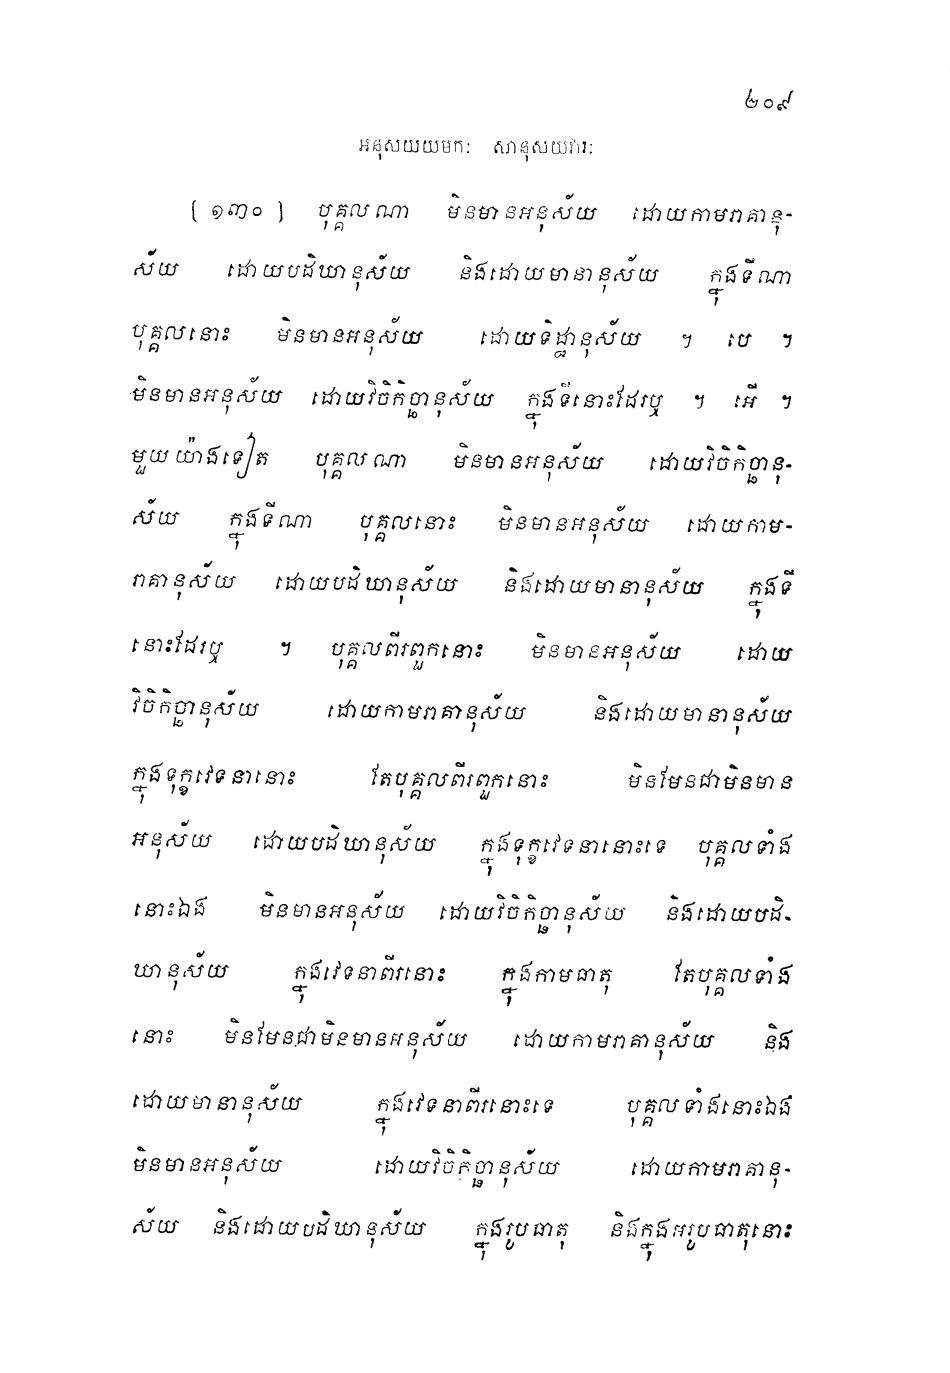 ២០៩
អនុសយយមក: សានុសយវារ:
[ ១៣០ ] បុគ្គលណា មិនមានអនុស័យ ដោយកាមរាគានុ-
ស័យ ដោយបដិឃានុស័យ និងដោយមានានុស័យ ក្នុងទីណា
បុគ្គលនោះ មិនមានអនុស័យ ដោយទិដ្ឋានុស័យ ។ បេ ។
មិនមានអនុស័យ ដោយវិចិកិច្ឆានុស័យ ក្នុងទីនោះដែរឬ ។ អើ ។
មួយយ៉ាងទៀត បុគ្គលណា មិនមានអនុស័យ ដោយវិចិកិច្ឆានុ-
ស័យ ក្នុងទីណា បុគ្គលនោះ មិនមានអនុស័យ ដោយកាម-
រាគានុស័យ ដោយបដិឃានុស័យ និងដោយមានានុស័យ ក្នុងទី
នោះដែរឬ ។ បុគ្គលពីរពួកនោះ មិនមានអនុស័យ ដោយ
វិចិកិច្ឆានុស័យ ដោយកាមរាគានុស័យ និងដោយមានានុស័យ
ក្នុងទុក្ខវេទនានោះ តែបុគ្គលពីរពួកនោះ មិនមែនជាមិនមាន
អនុស័យ ដោយបដិឃានុស័យ ក្នុងទុក្ខវេទនានោះទេ បុគ្គលទាំង
នោះឯង មិនមានអនុស័យ ដោយវិចិកិច្ឆានុស័យ និងដោយបដិ-
ឃានុស័យ ក្នុងវេទនាពីរនោះ ក្នុងកាមធាតុ តែបុគ្គលទាំង
នោះ មិនមែនជាមិនមានអនុស័យ ដោយកាមរាគានុស័យ និង
ដោយមានានុស័យ ក្នុងវេទនាពីរនោះទេ បុគ្គលទាំងនោះឯង
មិនមានអនុស័យ ដោយវិចិកិច្ឆានុស័យ ដោយកាមរាគានុ-
ស័យ និងដោយបដិឃានុស័យ ក្នុងរូបធាតុ និងក្នុងអរូបធាតុនោះ